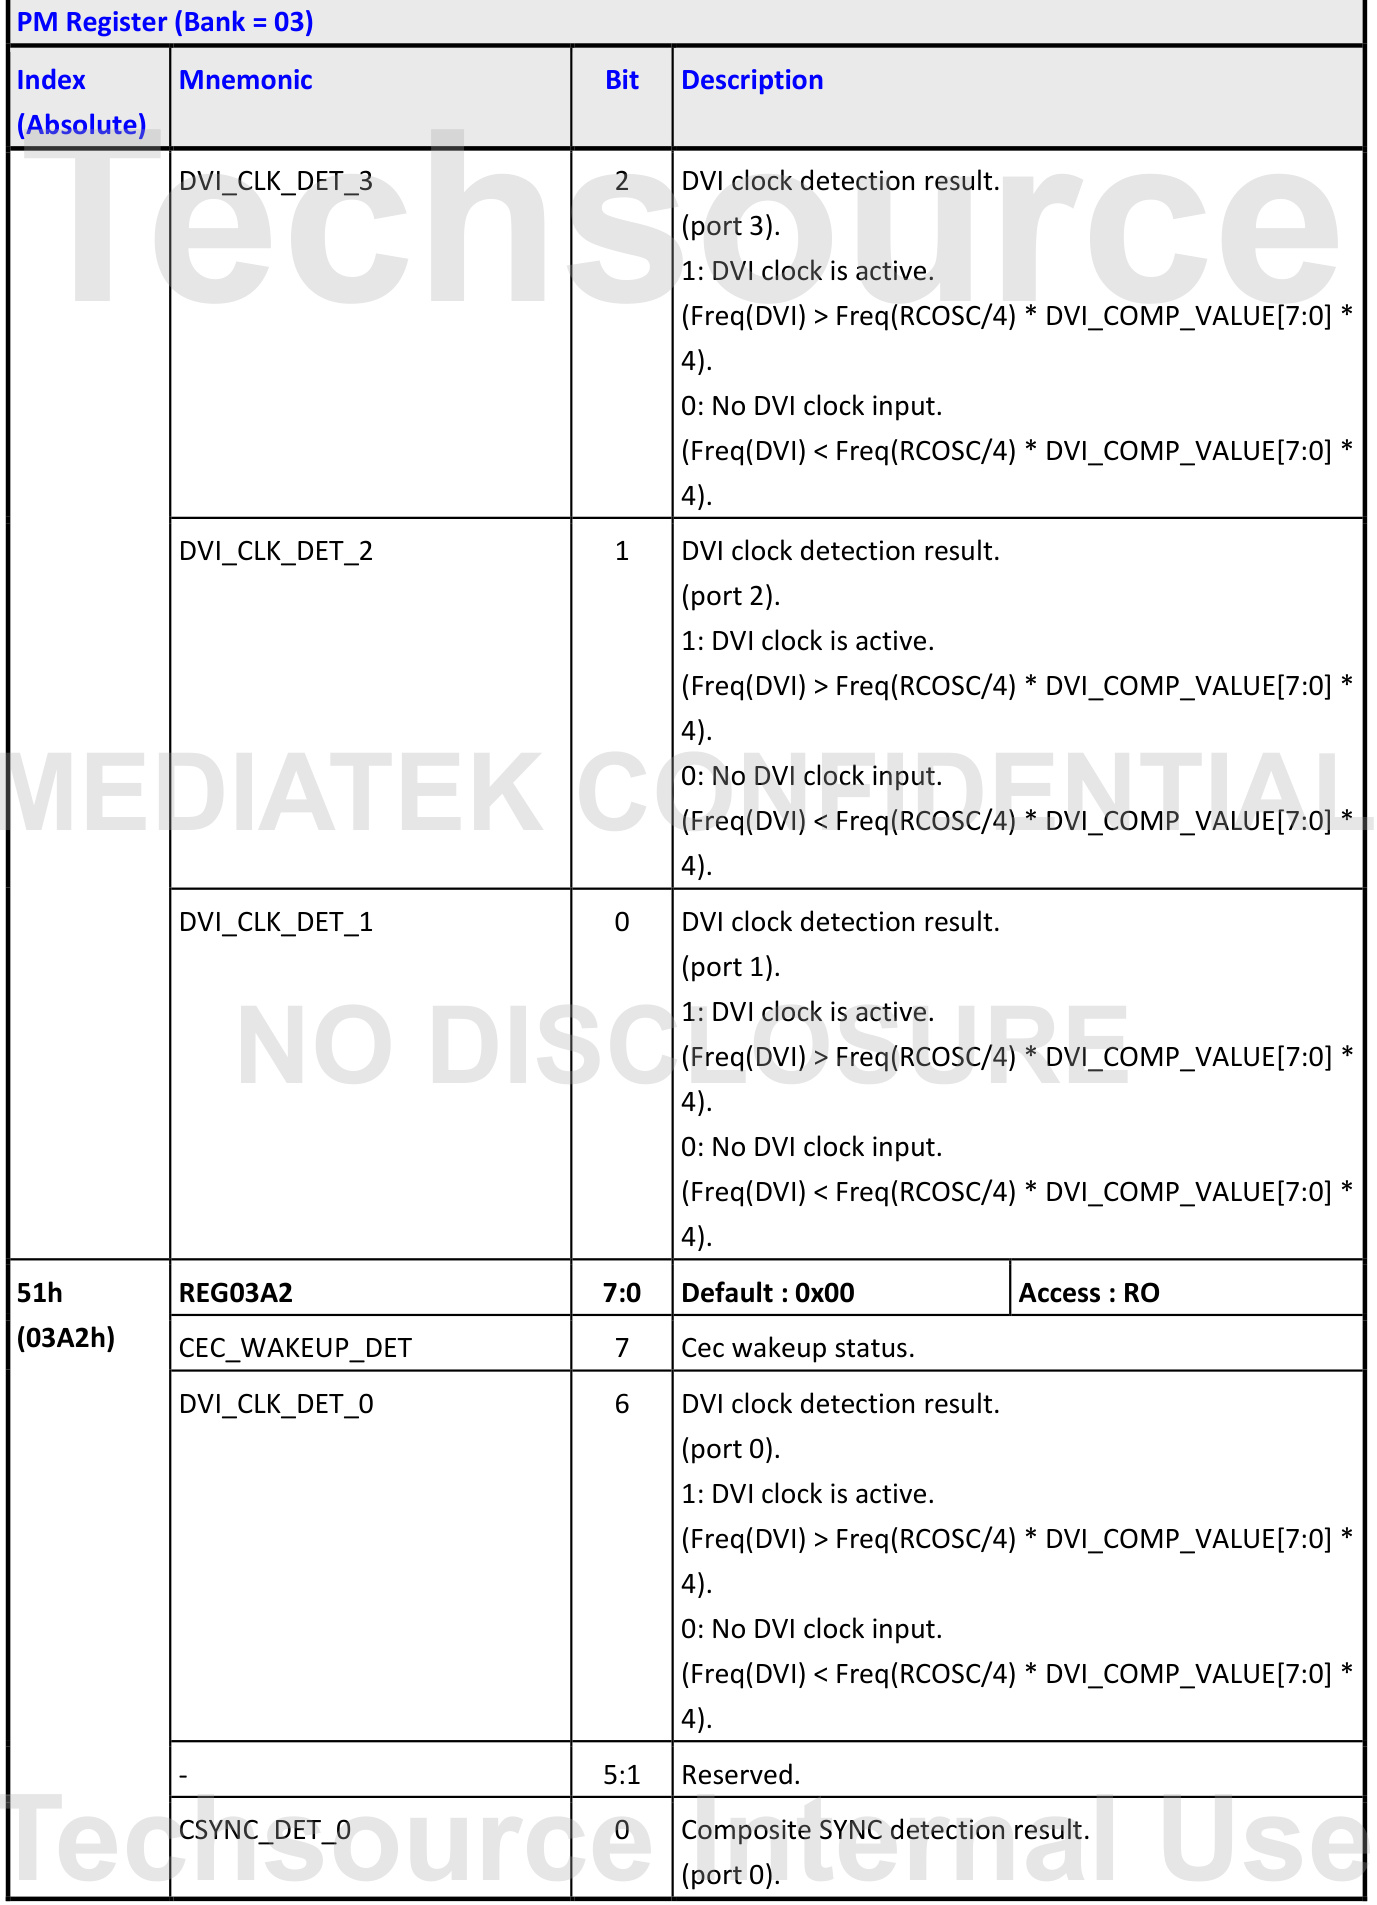 PM Register (Bank = 03)
Index
(Absolute)
Mnemonic
Bit
Description
DVI_CLK_DET_3
2
DVI clock detection result.
(port 3).
1: DVI clock is active.
(Freq(DVI) > Freq(RCOSC/4) * DVI_COMP_VALUE[7:0] *
4).
0: No DVI clock input.
(Freq(DVI) < Freq(RCOSC/4) * DVI_COMP_VALUE[7:0] *
4).
DVI_CLK_DET_2
1
DVI clock detection result.
(port 2).
1: DVI clock is active.
(Freq(DVI) > Freq(RCOSC/4) * DVI_COMP_VALUE[7:0] *
4).
0: No DVI clock input.
(Freq(DVI) < Freq(RCOSC/4) * DVI_COMP_VALUE[7:0] *
4).
DVI_CLK_DET_1
0
DVI clock detection result.
(port 1).
1: DVI clock is active.
(Freq(DVI) > Freq(RCOSC/4) * DVI_COMP_VALUE[7:0] *
4).
0: No DVI clock input.
(Freq(DVI) < Freq(RCOSC/4) * DVI_COMP_VALUE[7:0] *
4).
51h
(03A2h)
REG03A2
7:0
Default : 0x00
Access : RO
CEC_WAKEUP_DET
7
Cec wakeup status.
DVI_CLK_DET_0
6
DVI clock detection result.
(port 0).
1: DVI clock is active.
(Freq(DVI) > Freq(RCOSC/4) * DVI_COMP_VALUE[7:0] *
4).
0: No DVI clock input.
(Freq(DVI) < Freq(RCOSC/4) * DVI_COMP_VALUE[7:0] *
4).
-
5:1
Reserved.
CSYNC_DET_0
0
Composite SYNC detection result.
(port 0).
Techsource
MEDIATEK CONFIDENTIAL
NO DISCLOSURE
Techsource Internal Use